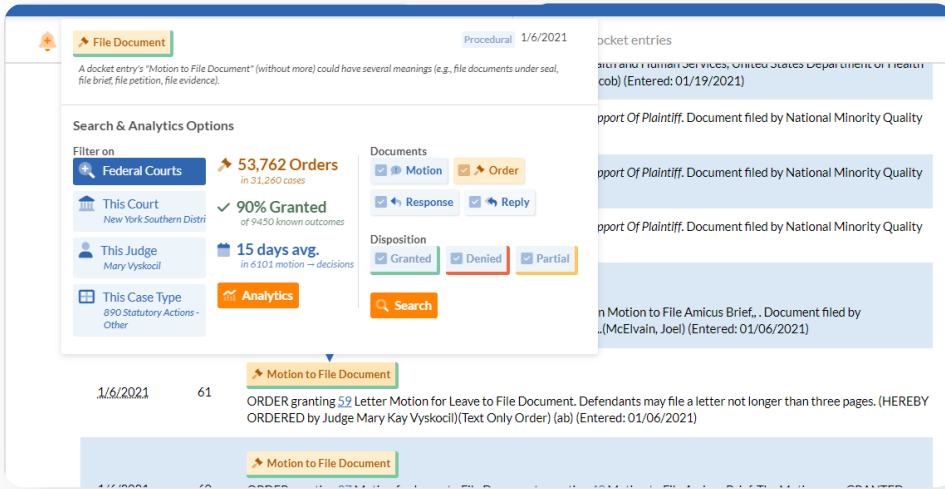 File Document
Procedural 1/6/2021
A docket entry's "Motion to File Document" (without more) could have several meanings (e.g., file documents under seal,
file brief, file petition, file evidence).
Search & Analytics Options
Filter on
Federal Courts
This Court
New York Southern Distri
This Judge
Mary Vyskocil
This Case Type
890 Statutory Actions -
Other
53,762 Orders
in 31,260 cases
90% Granted
of 9450 known outcomes
15 days avg.
in 6101 motion → decisions
Analytics
Documents
Motion
Order
Response
Reply
Disposition
Granted
Denied
Partial
Search
ocket entries
and Human Services, United States Department of Health
cob) (Entered: 01/19/2021)
pport Of Plaintiff. Document filed by National Minority Quality
pport Of Plaintiff. Document filed by National Minority Quality
pport Of Plaintiff. Document filed by National Minority Quality
n Motion to File Amicus Brief,, . Document filed by
..(McElvain, Joel) (Entered: 01/06/2021)
Motion to File Document
1/6/2021 61
ORDER granting 59 Letter Motion for Leave to File Document. Defendants may file a letter not longer than three pages. (HEREBY
ORDERED by Judge Mary Kay Vyskocil)(Text Only Order) (ab) (Entered: 01/06/2021)
Motion to File Document